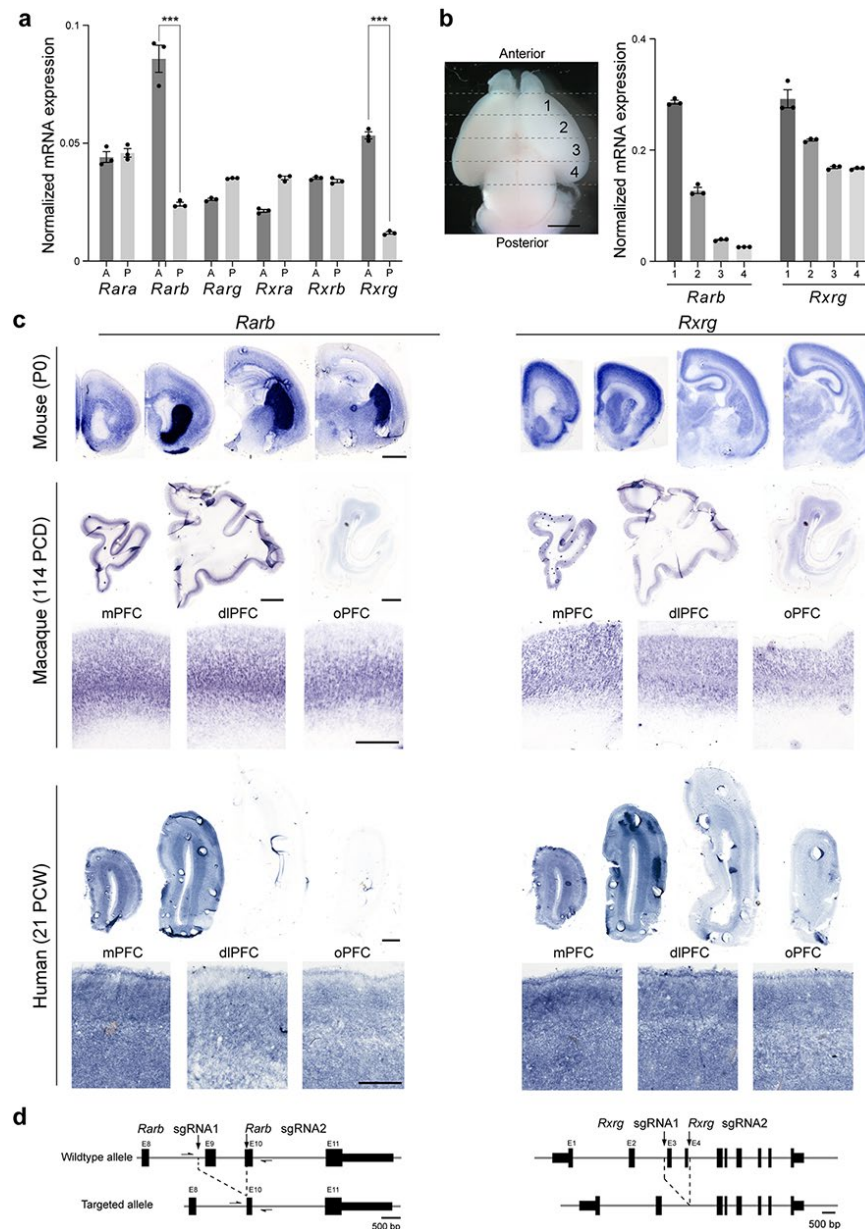 a
***
***
0.1
0.05
0
Normalized mRNA expression
A P A P A P A P A P A P
Rara Rarb Rarg Rxra Rxrb Rxrg
b
Anterior
1
2
3
4
Posterior
0.4
0.2
0
Normalized mRNA expression
1 2 3 4 1 2 3 4
Rarb Rxrg
c
Rarb Rxrg
Mouse (P0)
Macaque (114 PCD)
mPFC dlPFC oPFC mPFC dlPFC oPFC
Human (21 PCW)
mPFC dlPFC oPFC mPFC dlPFC oPFC
d
Rarb sgRNA1 Rarb sgRNA2 Rxrg sgRNA1 Rxrg sgRNA2
E8 E9 E10 E11 E1 E2 E3 E4
Wildtype allele
E8 E10 E11
Targeted allele
500 bp 500 bp